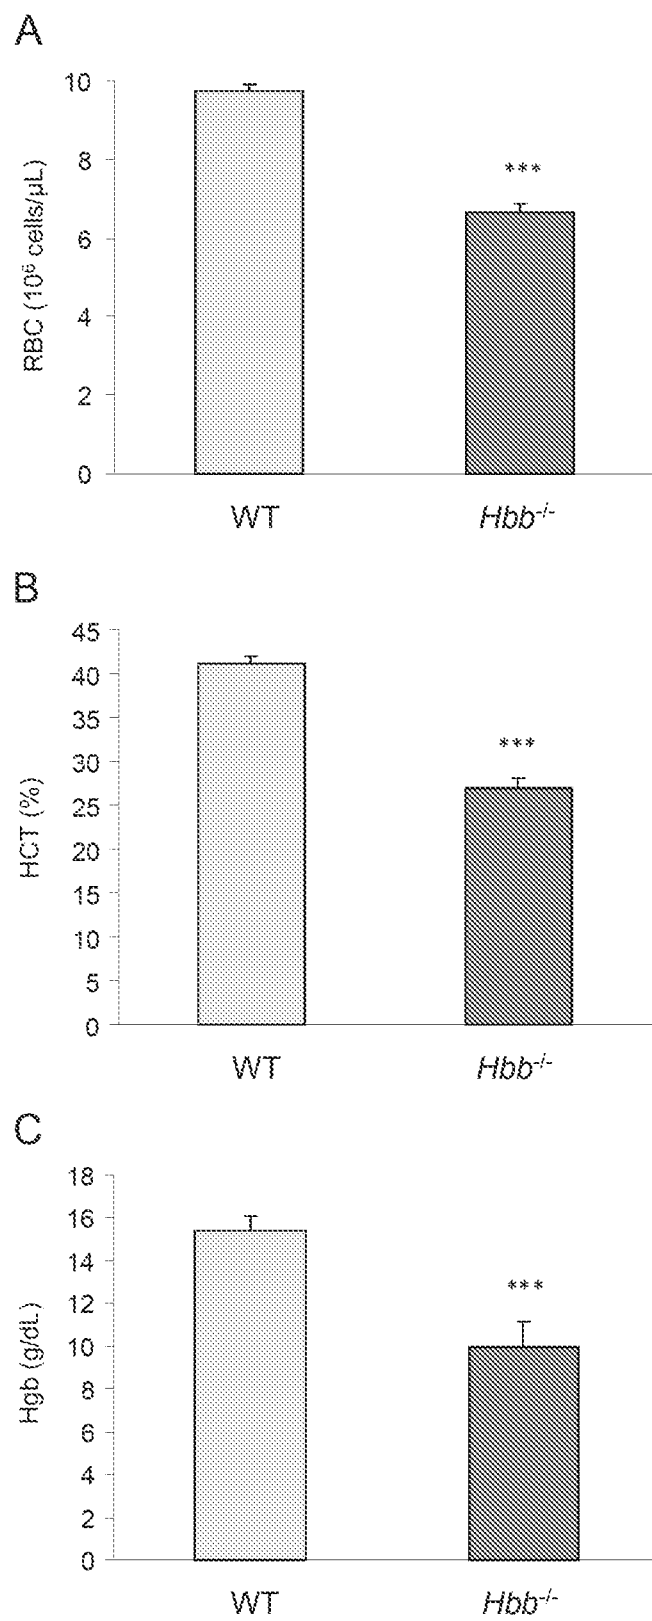 A
RBC (10⁶ cells/µL)
10
8
6
4
2
0
***
WT
Hbb⁻/⁻
B
HCT (%)
45
40
35
30
25
20
15
10
5
0
***
WT
Hbb⁻/⁻
C
Hgb (g/dL)
18
16
14
12
10
8
6
4
2
0
***
WT
Hbb⁻/⁻